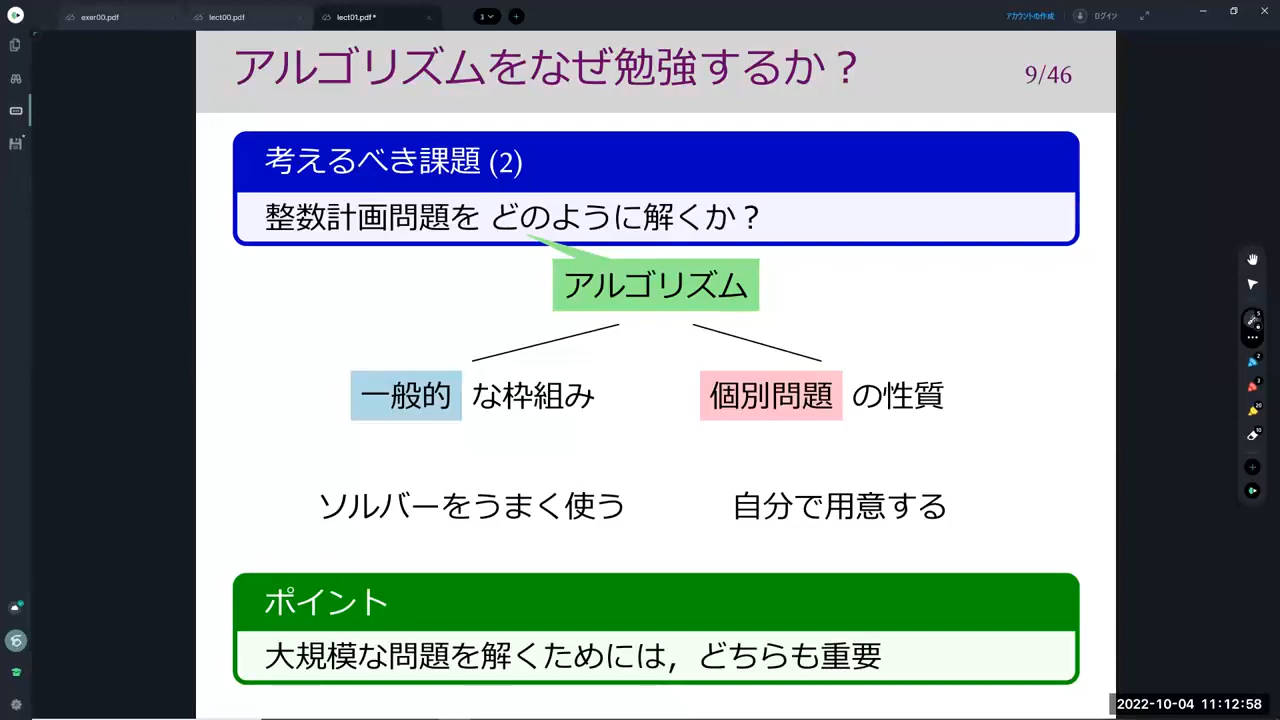 exer00.pdf
lect00.pdf
lect01.pdf *
3
アカウントの作成
ログイン
アルゴリズムをなぜ勉強するか？
9/46
考えるべき課題 (2)
整数計画問題を どのように解くか？
アルゴリズム
一般的 な枠組み
個別問題 の性質
ソルバーをうまく使う
自分で用意する
ポイント
大規模な問題を解くためには，どちらも重要
2022-10-04 11:12:58